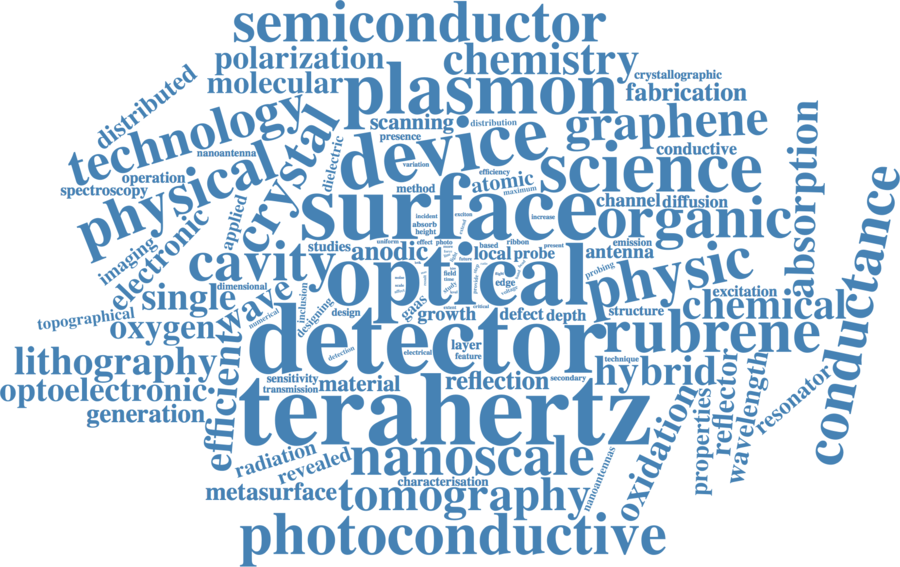 semiconductor
polarization
chemistry
crystallographic
molecular
plasmon
fabrication
distributed
scanning
distribution
graphene
technology
presence
device
conductive
absorption
nanoantenna
crystal
dielectric
variation
science
operation
efficiency
spectroscopy
physical
method
atomic
maximum
channel
diffusion
surface
organic
conductance
applied
incident
exciton
increase
absorb
height
electronic
imaging
studies
uniform
effect
photo
based
ribbon
present
emission
cavity
anodic
optical
local
probe
antenna
physic
probing
field
time
study
edge
voltage
dimensional
single
wave
inclusion
designing
gaas
excitation
chemical
topographical
oxygen
numerical
design
growth
critical
defect
depth
structure
rubrene
detector
detection
electrical
layer
feature
technique
lithography
efficient
hybrid
reflector
wavelength
resonator
sensitivity
material
reflection
secondary
optoelectronic
transmission
terahertz
generation
oxidation
properties
radiation
revealed
nanoscale
nanoantennas
characterisation
metasurface
tomography
photoconductive